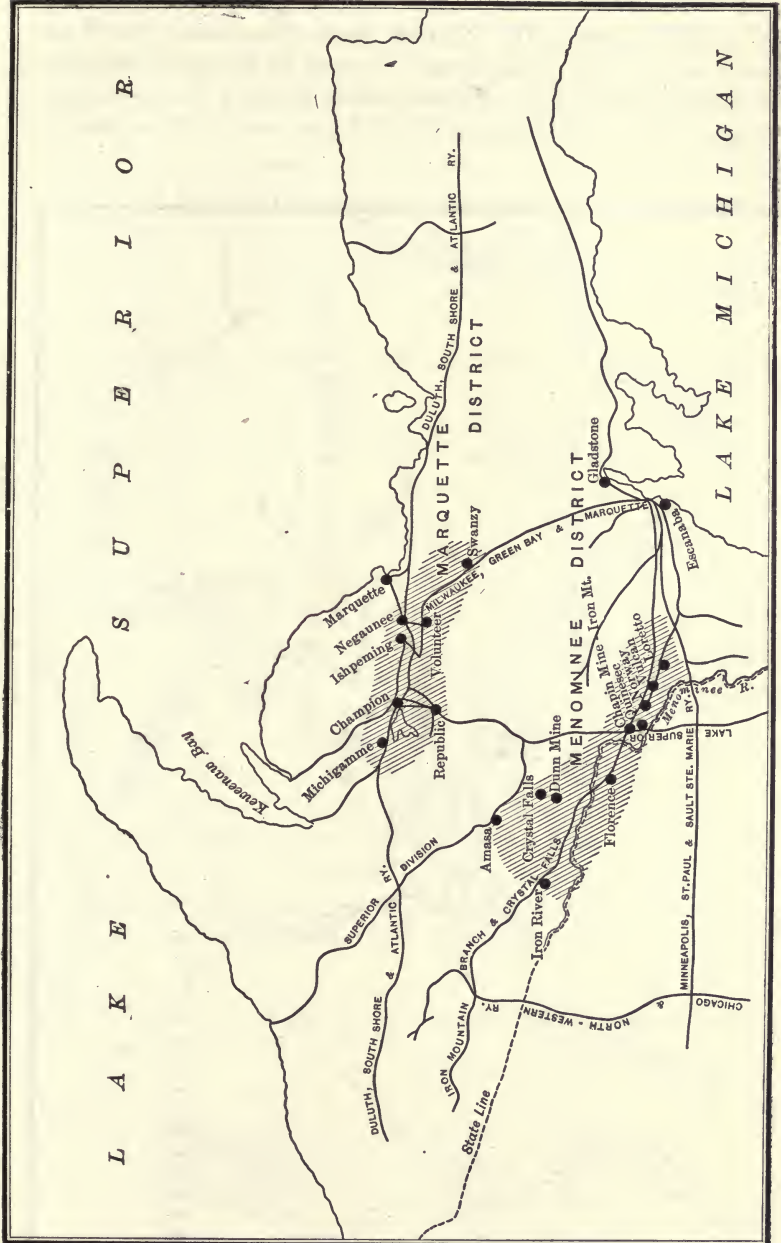 LAKE SUPERIOR
Keweenaw Bay
Marquette
Negaunee
Ishpeming
Champion
Michigamme
Republic
Volunteer
Swanzy
MARQUETTE
DISTRICT
DULUTH, SOUTH SHORE & ATLANTIC RY.
MILWAUKEE, GREEN BAY & MARQUETTE
SUPERIOR DIVISION
DULUTH, SOUTH SHORE & ATLANTIC RY.
Amasa
Crystal Falls
Dunn Mine
Iron River
Florence
MENOMINEE DISTRICT
Iron Mt.
Chapin Mine
Quinesec
Norway
Vulcan
Loretto
Menominee R.
Gladstone
Escanaba
IRON MOUNTAIN BRANCH & CRYSTAL FALLS
CHICAGO & NORTH-WESTERN RY.
LAKE SUPERIOR
MINNEAPOLIS, ST. PAUL & SAULT STE. MARIE RY.
State Line
LAKE MICHIGAN